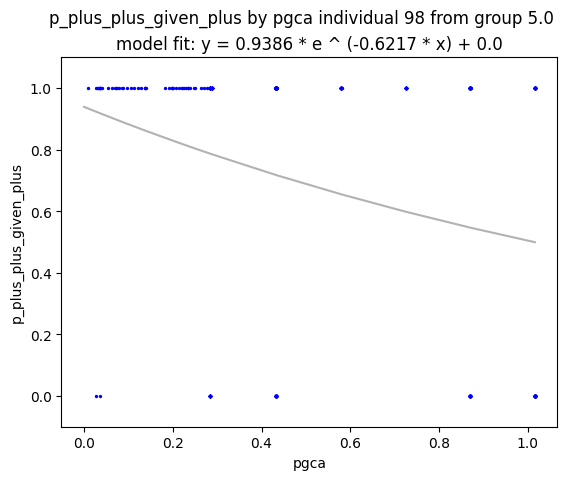 p_plus_plus_given_plus by pgca individual 98 from group 5.0
model fit: y = 0.9386 * e ^ (-0.6217 * x) + 0.0
p_plus_plus_given_plus
1.0
0.8
0.6
0.4
0.2
0.0
0.0 0.2 0.4 0.6 0.8 1.0
pgca